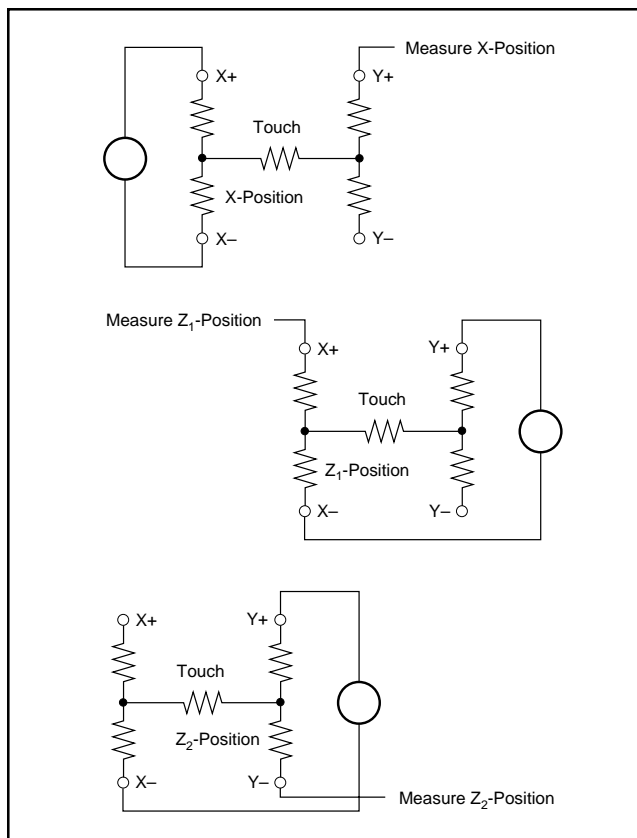 Measure X-Position
X+
Y+
Touch
X-Position
X–
Y–
Measure Z₁-Position
X+
Y+
Touch
Z₁-Position
X–
Y–
X+
Y+
Touch
Z₂-Position
X–
Y–
Measure Z₂-Position